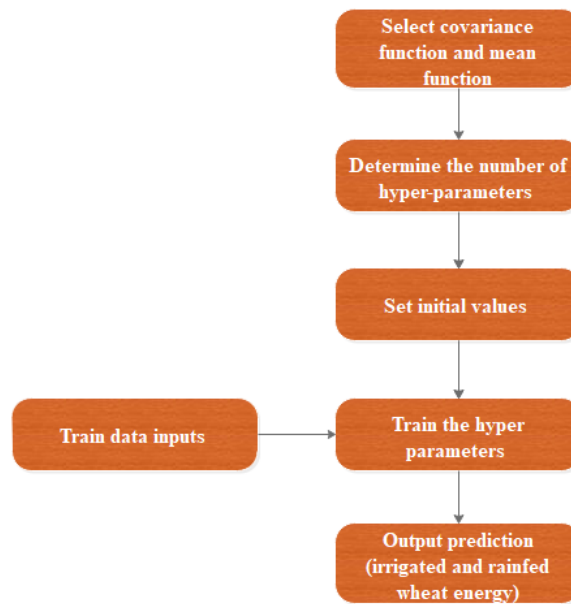 Select covariance
function and mean
function
Determine the number of
hyper-parameters
Set initial values
Train data inputs
Train the hyper
parameters
Output prediction
(irrigated and rainfed
wheat energy)